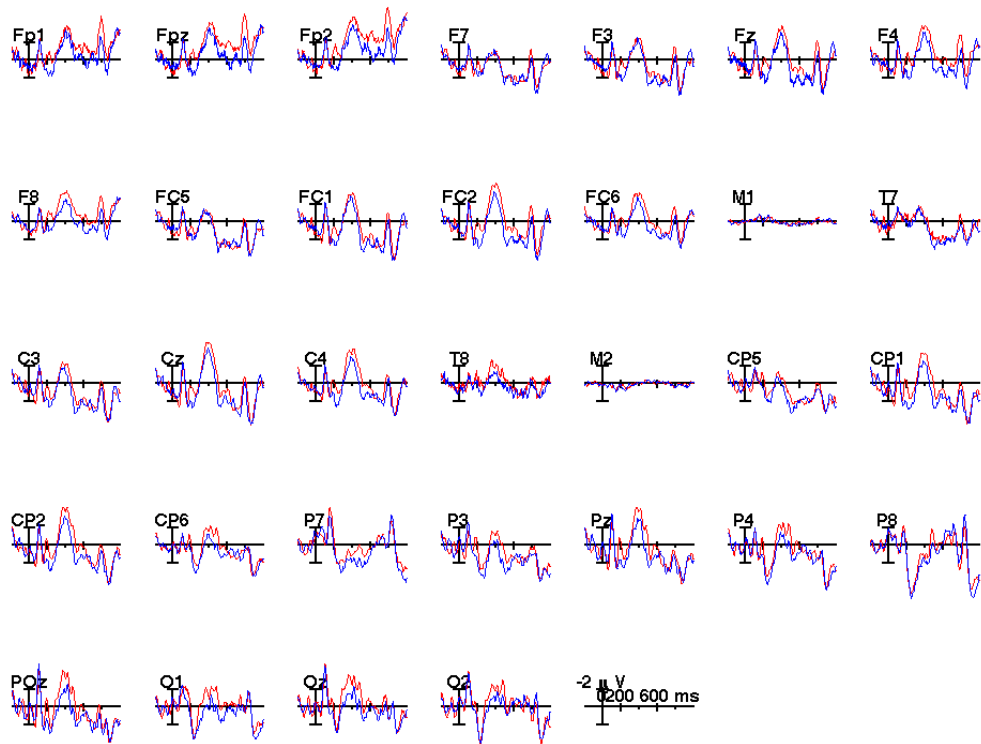 Fp1 Fpz Fp2 F7 F3 Fz F4
F8 FC5 FC1 FC2 FC6 M1 T7
C3 Cz C4 T8 M2 CP5 CP1
CP2 CP6 P7 P3 Pz P4 P8
POz O1 Oz O2 -2 µ V
0200 600 ms